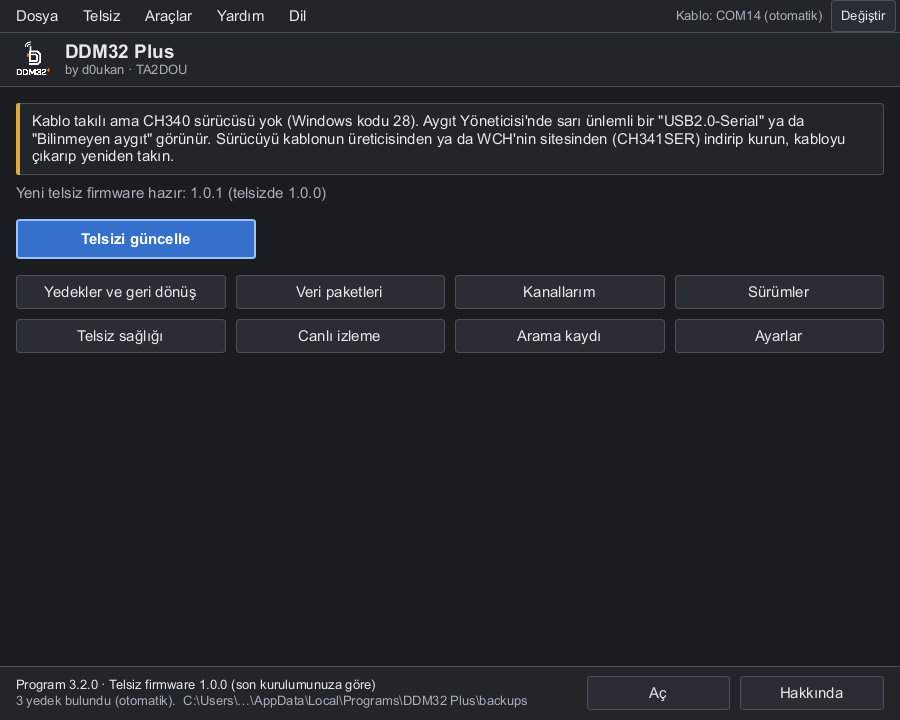 Dosya Telsiz Araçlar Yardım Dil Kablo: COM14 (otomatik) Değiştir
DDM32+
DDM32 Plus
by d0ukan · TA2DOU
Kablo takılı ama CH340 sürücüsü yok (Windows kodu 28). Aygıt Yöneticisi'nde sarı ünlemli bir "USB2.0-Serial" ya da
"Bilinmeyen aygıt" görünür. Sürücüyü kablonun üreticisinden ya da WCH'nin sitesinden (CH341SER) indirip kurun, kabloyu
çıkarıp yeniden takın.
Yeni telsiz firmware hazır: 1.0.1 (telsizde 1.0.0)
Telsizi güncelle
Yedekler ve geri dönüş Veri paketleri Kanallarım Sürümler
Telsiz sağlığı Canlı izleme Arama kaydı Ayarlar
Program 3.2.0 · Telsiz firmware 1.0.0 (son kurulumunuza göre)
3 yedek bulundu (otomatik). C:\Users\…\AppData\Local\Programs\DDM32 Plus\backups
Aç Hakkında